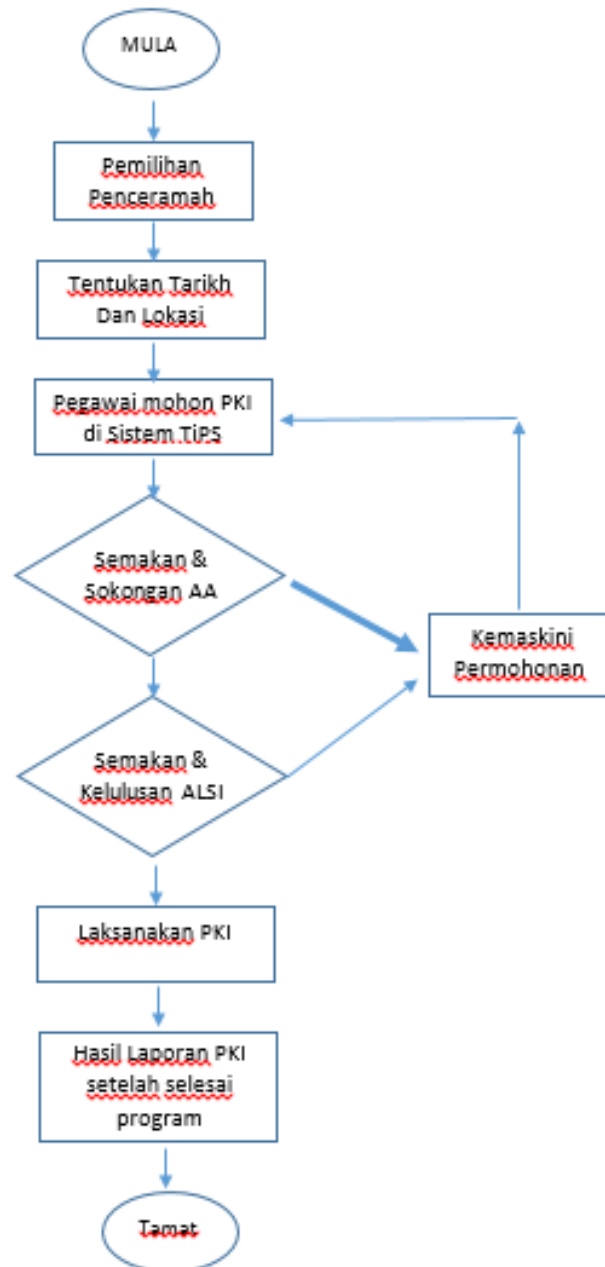 MULA
Pemilihan
Penceramah
Tentukan Tarikh
Dan Lokasi
Pegawai mohon PKI
di Sistem TiPS
Semakan &
Sokongan AA
Kemaskini
Permohonan
Semakan &
Kelulusan ALSI
Laksanakan PKI
Hasil Laporan PKI
setelah selesai
program
Tamat